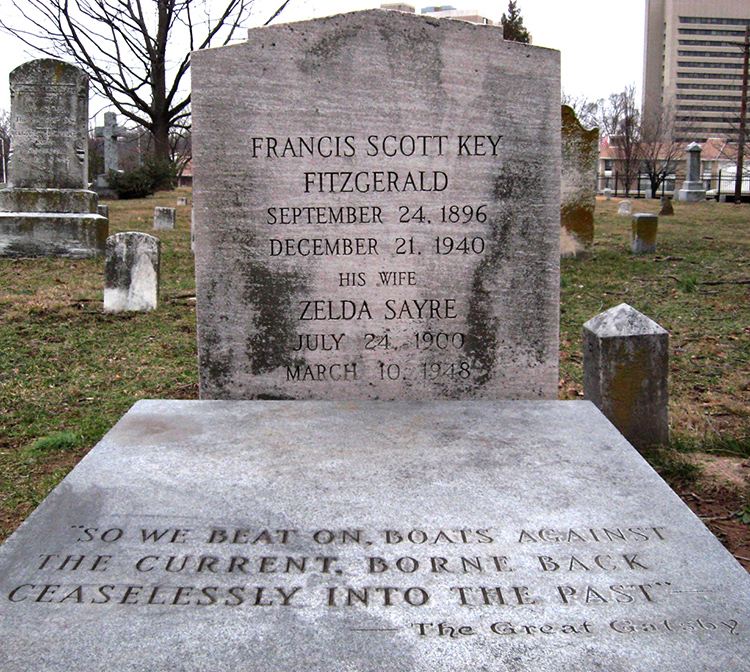 FRANCIS SCOTT KEY
FITZGERALD
SEPTEMBER 24, 1896
DECEMBER 21, 1940
HIS WIFE
ZELDA SAYRE
JULY 24, 1900
MARCH 10, 1948
"SO WE BEAT ON, BOATS AGAINST
THE CURRENT, BORNE BACK
CEASELESSLY INTO THE PAST"—
— The Great Gatsby